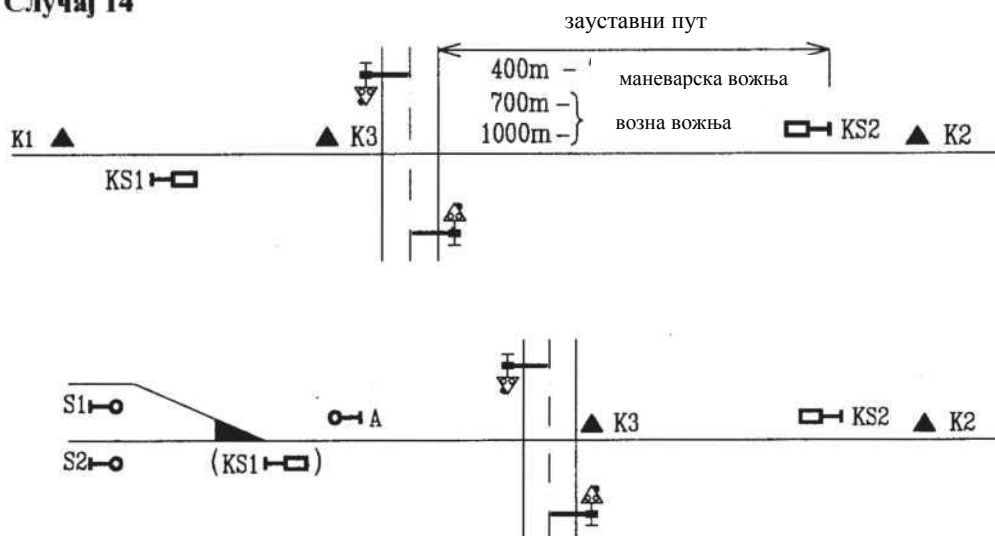 Случај 14
зауставни пут
400m – маневарска вожња
700m –
1000m –
возна вожња
K1 K3 KS2 K2
KS1
S1 A K3 KS2 K2
S2 (KS1)